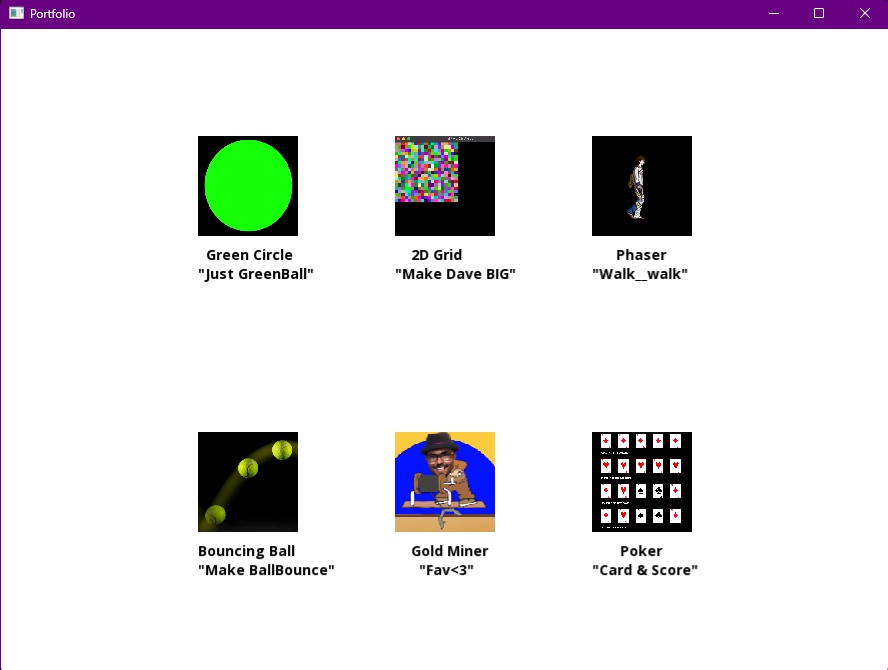 Portfolio
Green Circle
"Just GreenBall"
2D Grid
"Make Dave BIG"
Phaser
"Walk__walk"
Bouncing Ball
"Make BallBounce"
Gold Miner
"Fav<3"
Poker
"Card & Score"